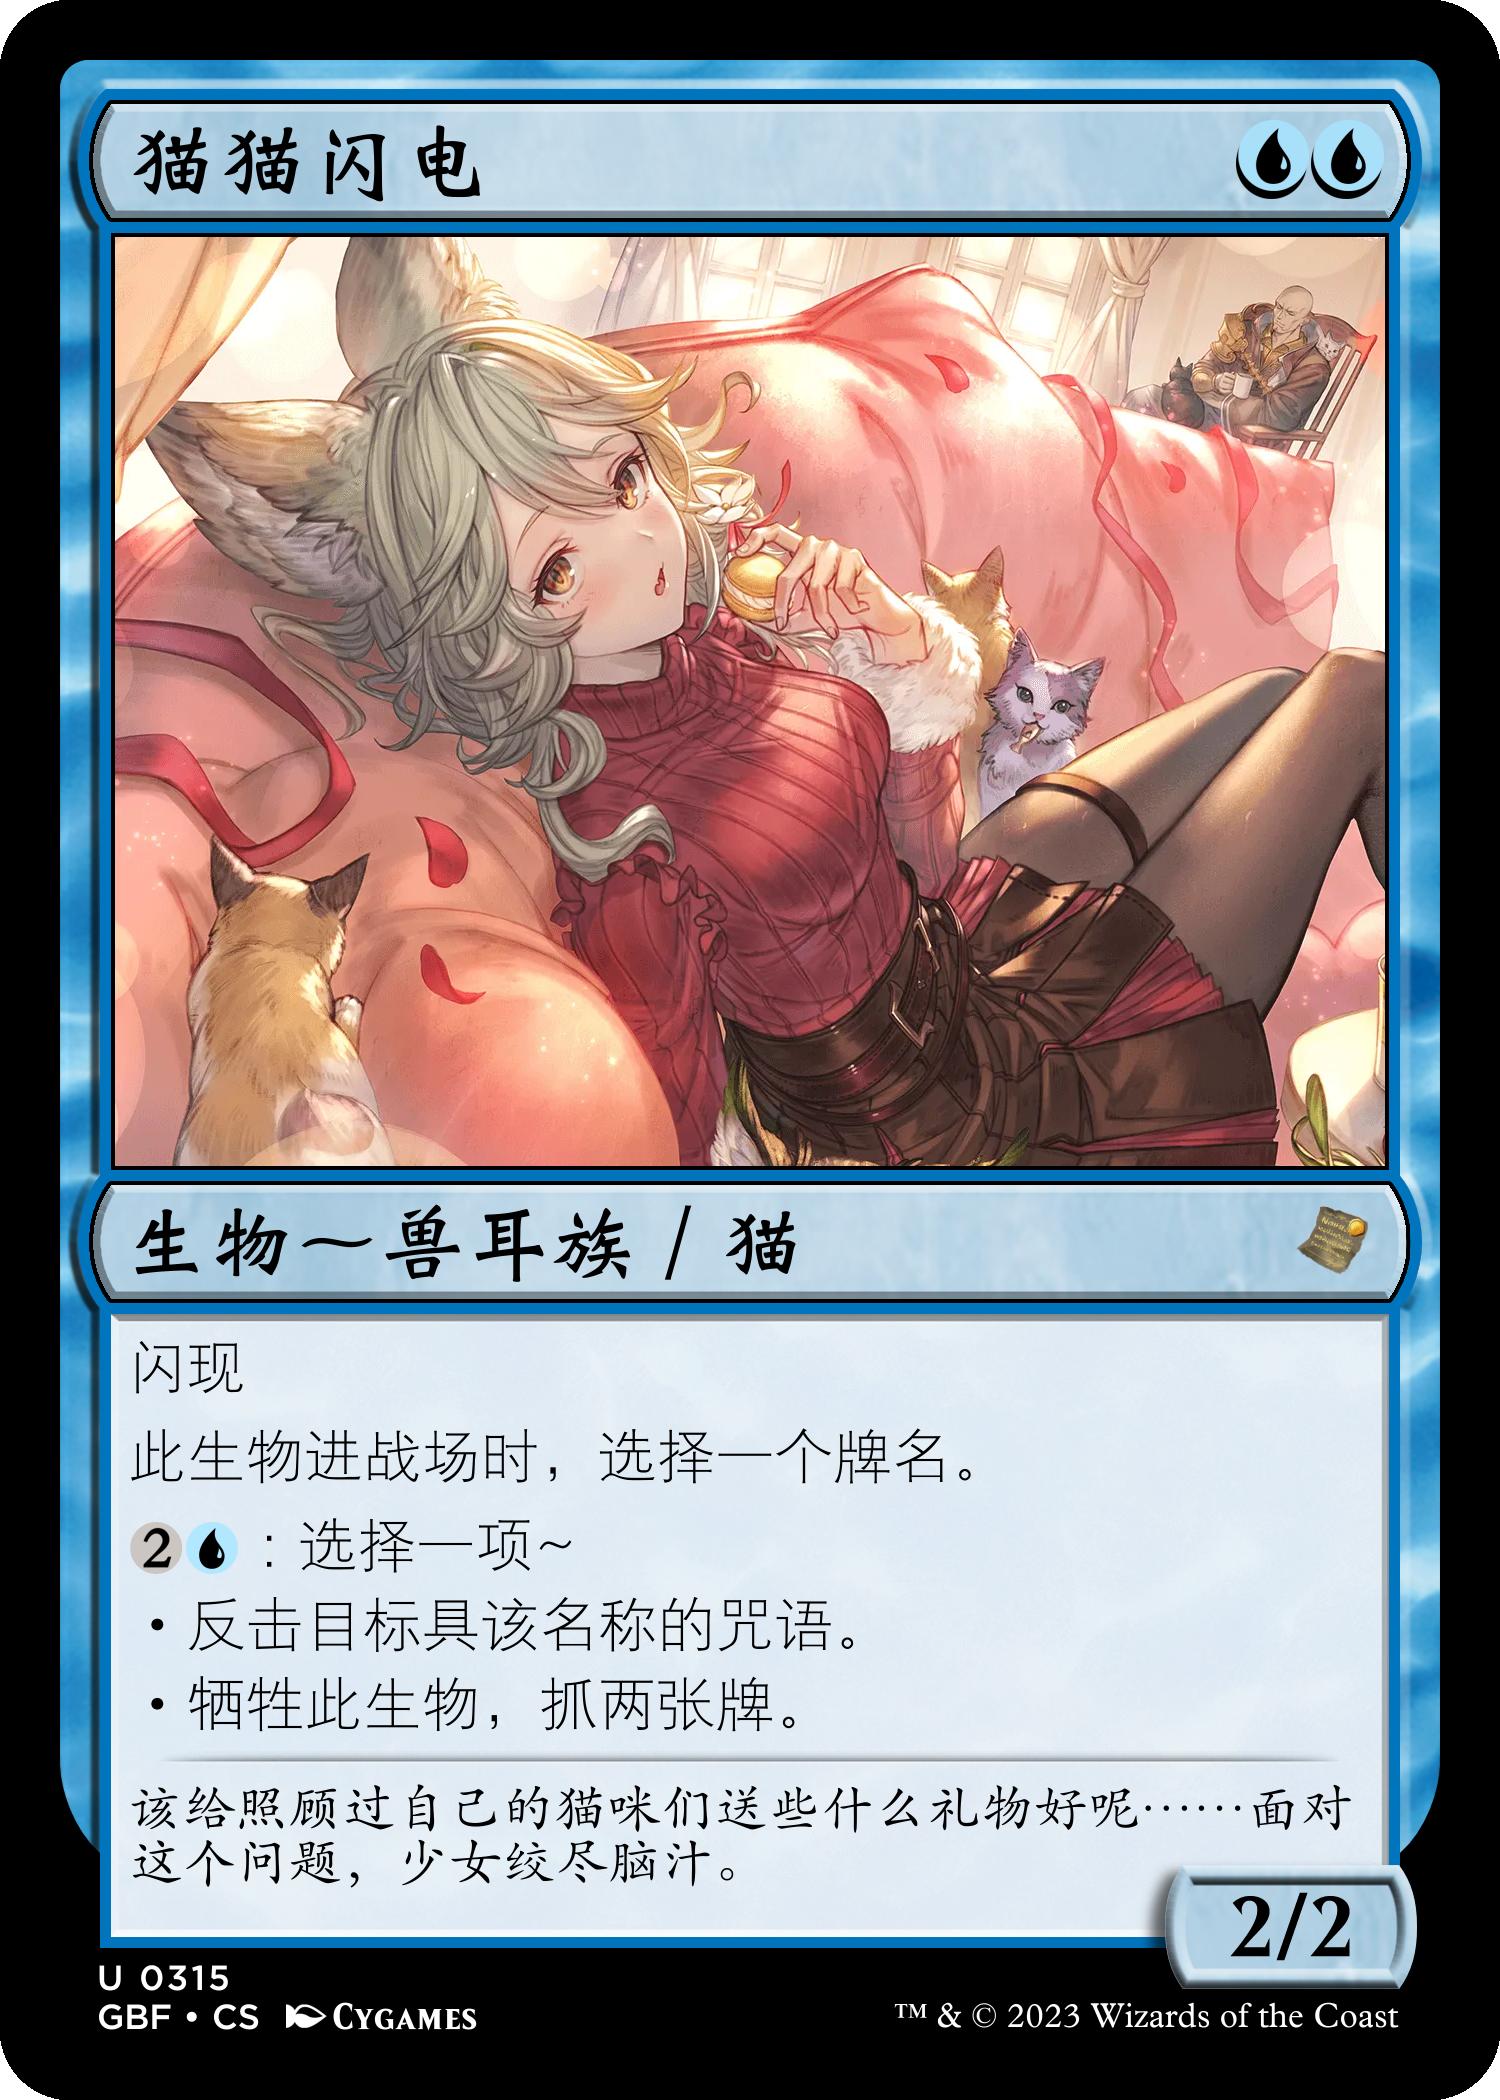 猫猫闪电
生物～兽耳族 / 猫
闪现
此生物进战场时，选择一个牌名。
2 ：选择一项~
・反击目标具该名称的咒语。
・牺牲此生物，抓两张牌。
该给照顾过自己的猫咪们送些什么礼物好呢……面对
这个问题，少女绞尽脑汁。
2/2
U 0315
GBF • CS CYGAMES
™ & © 2023 Wizards of the Coast